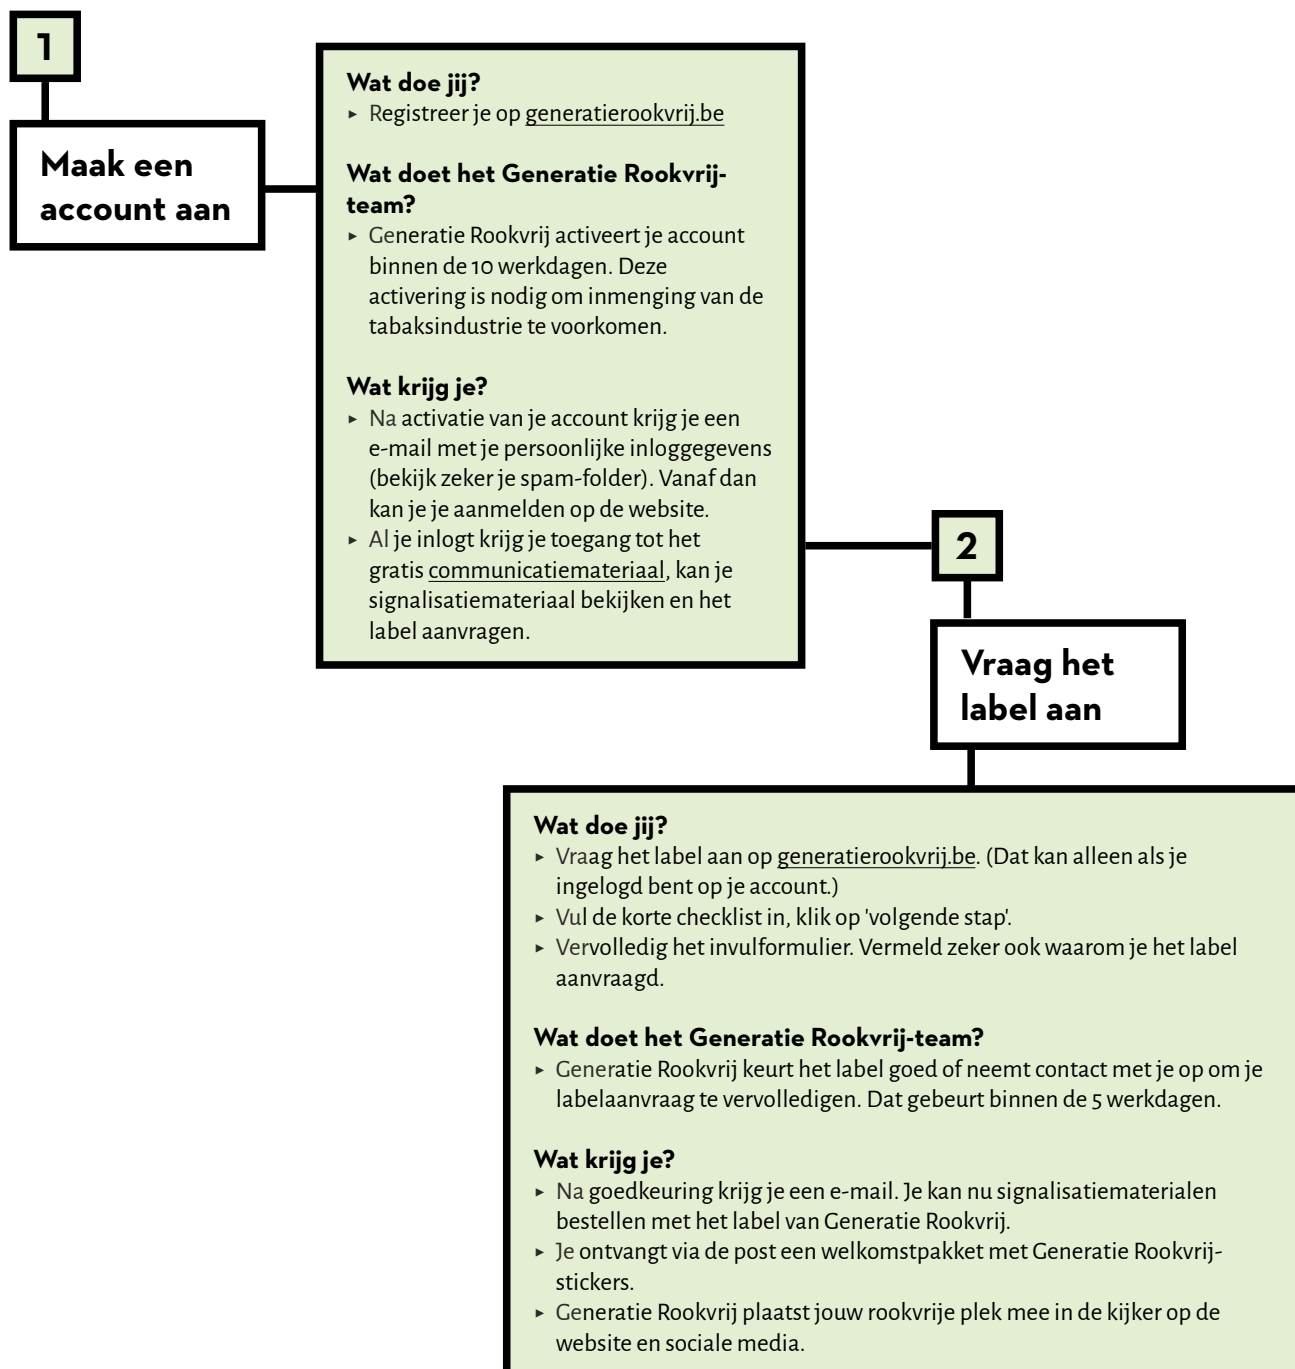 1
Maak een
account aan
Wat doe jij?
▸ Registreer je op generatierookvrij.be
Wat doet het Generatie Rookvrij-
team?
▸ Generatie Rookvrij activeert je account
binnen de 10 werkdagen. Deze
activering is nodig om inmenging van de
tabaksindustrie te voorkomen.
Wat krijg je?
▸ Na activatie van je account krijg je een
e-mail met je persoonlijke inloggegevens
(bekijk zeker je spam-folder). Vanaf dan
kan je je aanmelden op de website.
▸ Al je inlogt krijg je toegang tot het
gratis communicatiemateriaal, kan je
signalisatiemateriaal bekijken en het
label aanvragen.
2
Vraag het
label aan
Wat doe jij?
▸ Vraag het label aan op generatierookvrij.be. (Dat kan alleen als je
ingelogd bent op je account.)
▸ Vul de korte checklist in, klik op 'volgende stap'.
▸ Vervolledig het invulformulier. Vermeld zeker ook waarom je het label
aanvraagd.
Wat doet het Generatie Rookvrij-team?
▸ Generatie Rookvrij keurt het label goed of neemt contact met je op om je
labelaanvraag te vervolledigen. Dat gebeurt binnen de 5 werkdagen.
Wat krijg je?
▸ Na goedkeuring krijg je een e-mail. Je kan nu signalisatiematerialen
bestellen met het label van Generatie Rookvrij.
▸ Je ontvangt via de post een welkomstpakket met Generatie Rookvrij-
stickers.
▸ Generatie Rookvrij plaatst jouw rookvrije plek mee in de kijker op de
website en sociale media.